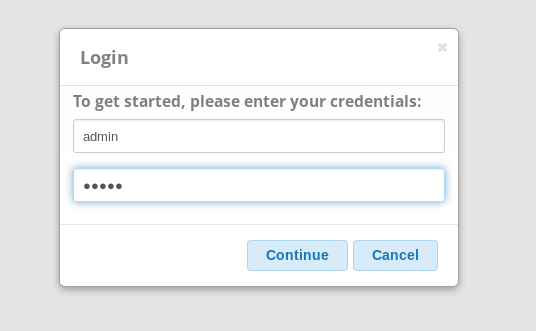 Login
To get started, please enter your credentials:
admin
•••••
Continue Cancel